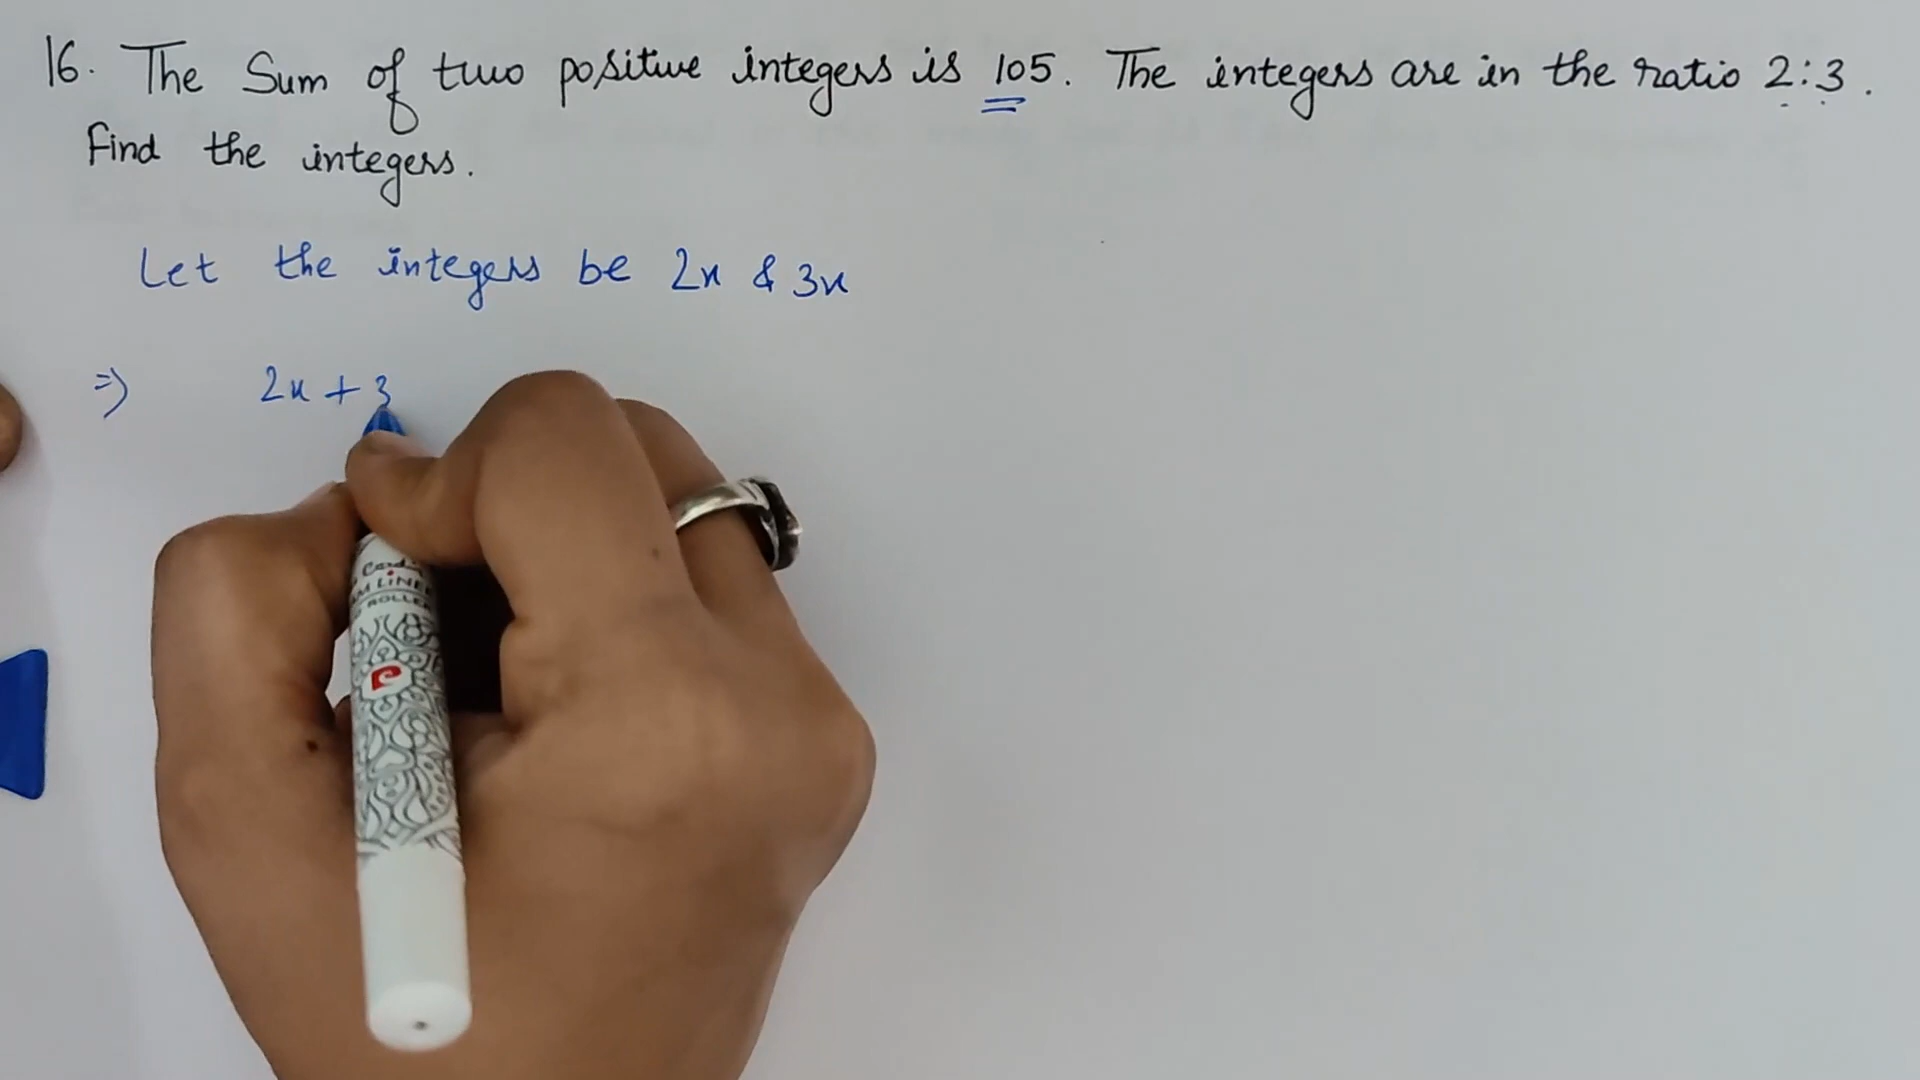 16. The Sum of two positive integers is 105. The integers are in the ratio 2:3.
Find the integers.
Let the integers be 2x & 3x
⇒ 2x + 3
ROLLER